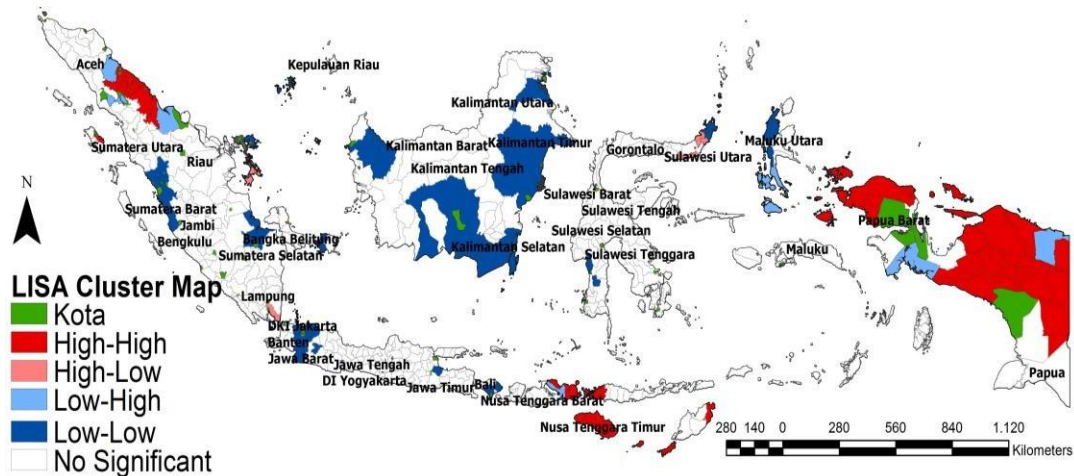 Aceh
Kepulauan Riau
Kalimantan Utara
Sumatera Utara
Riau
Kalimantan Barat
Kalimantan Timur
Gorontalo
Sulawesi Utara
Maluku Utara
Kalimantan Tengah
Sumatera Barat
Jambi
Bengkulu
Bangka Belitung
Sumatera Selatan
Kalimantan Selatan
Sulawesi Barat
Sulawesi Tengah
Sulawesi Selatan
Sulawesi Tenggara
Maluku
Papua Barat
N
LISA Cluster Map
Kota
High-High
High-Low
Low-High
Low-Low
No Significant
Lampung
DKI Jakarta
Banten
Jawa Barat
Jawa Tengah
DI Yogyakarta
Jawa Timur
Bali
Nusa Tenggara Barat
Nusa Tenggara Timur
Papua
280 140 0 280 560 840 1.120
Kilometers